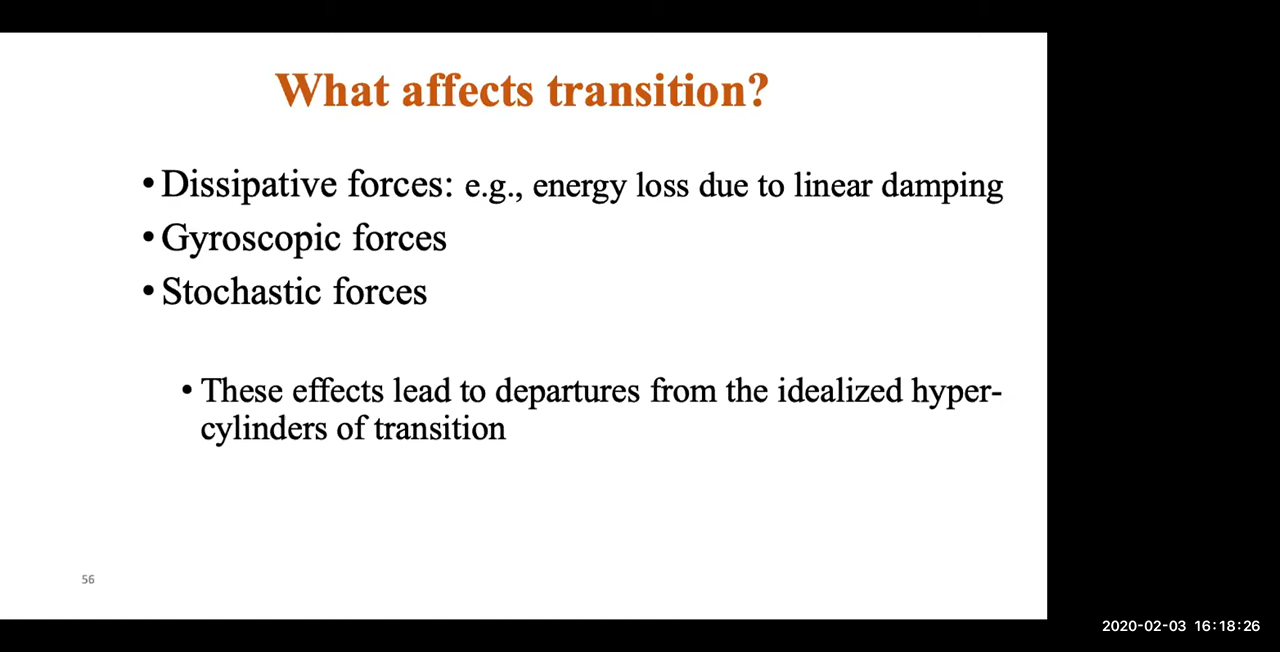 What affects transition?
• Dissipative forces: e.g., energy loss due to linear damping
• Gyroscopic forces
• Stochastic forces
• These effects lead to departures from the idealized hyper-
cylinders of transition
56
2020-02-03 16:18:26